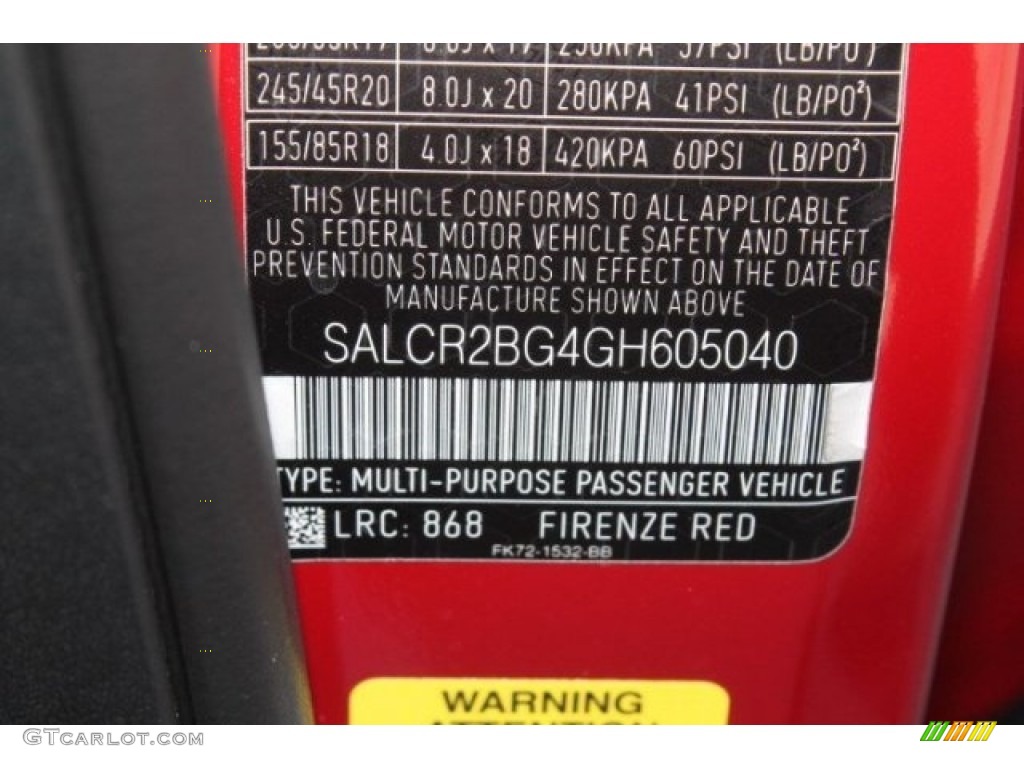 245/45R20 8.0J x 20 280KPA 41PSI (LB/PO²)
155/85R18 4.0J x 18 420KPA 60PSI (LB/PO²)
THIS VEHICLE CONFORMS TO ALL APPLICABLE
U.S. FEDERAL MOTOR VEHICLE SAFETY AND THEFT
PREVENTION STANDARDS IN EFFECT ON THE DATE OF
MANUFACTURE SHOWN ABOVE
SALCR2BG4GH605040
TYPE: MULTI-PURPOSE PASSENGER VEHICLE
LRC: 868 FIRENZE RED
FK72-1532-BB
WARNING
ATTENTION
GTCarLot.com